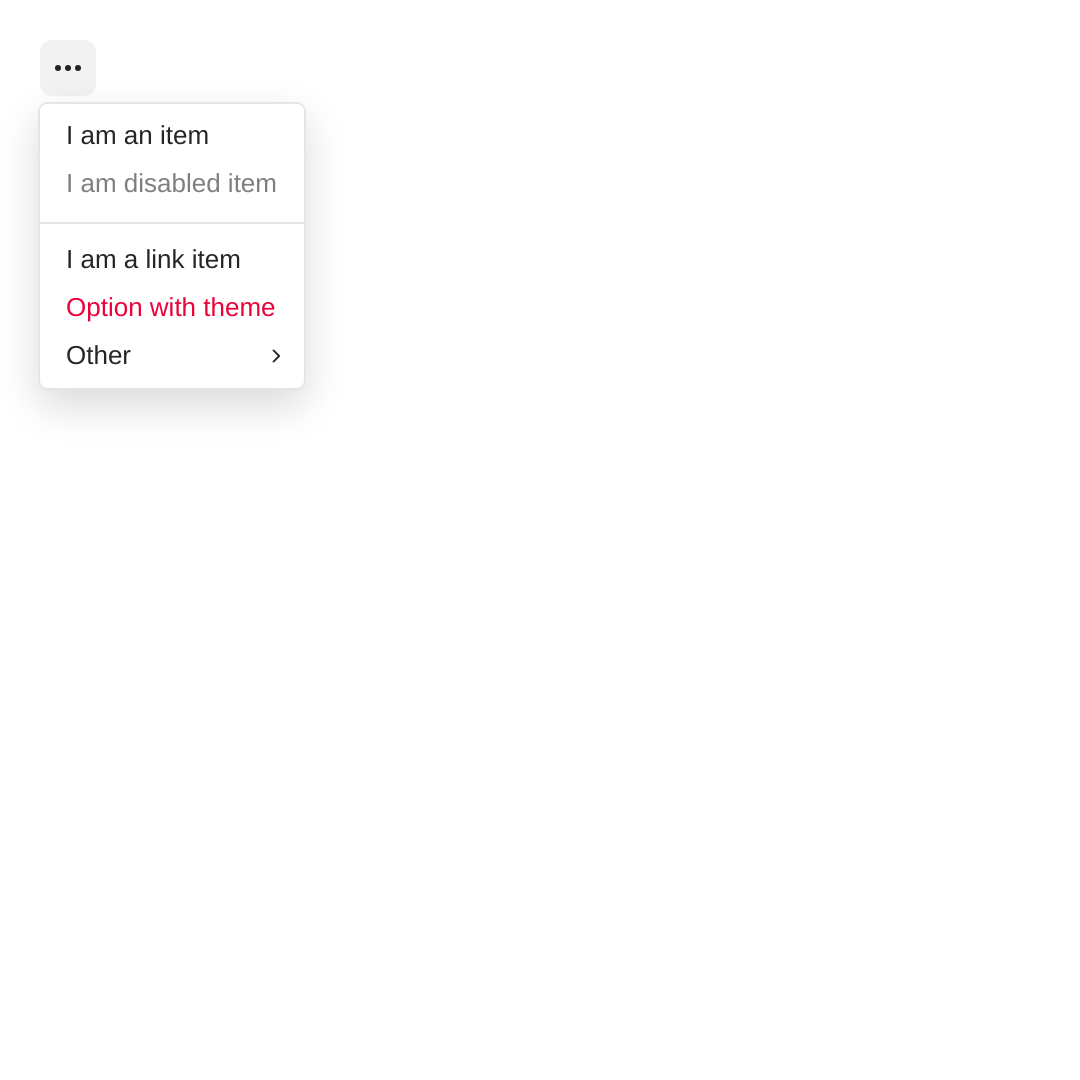 I am an item
I am disabled item
I am a link item
Option with theme
Other